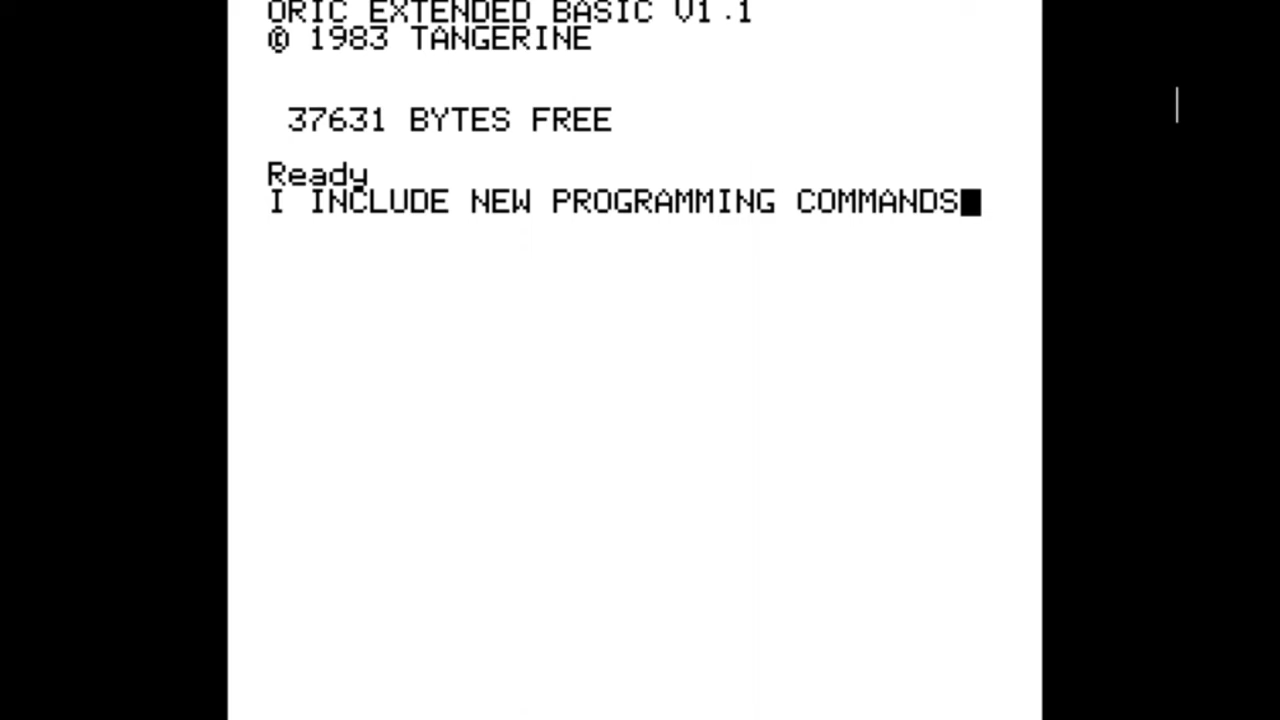 ORIC EXTENDED BASIC V1.1
© 1983 TANGERINE
37631 BYTES FREE
Ready
I INCLUDE NEW PROGRAMMING COMMANDS